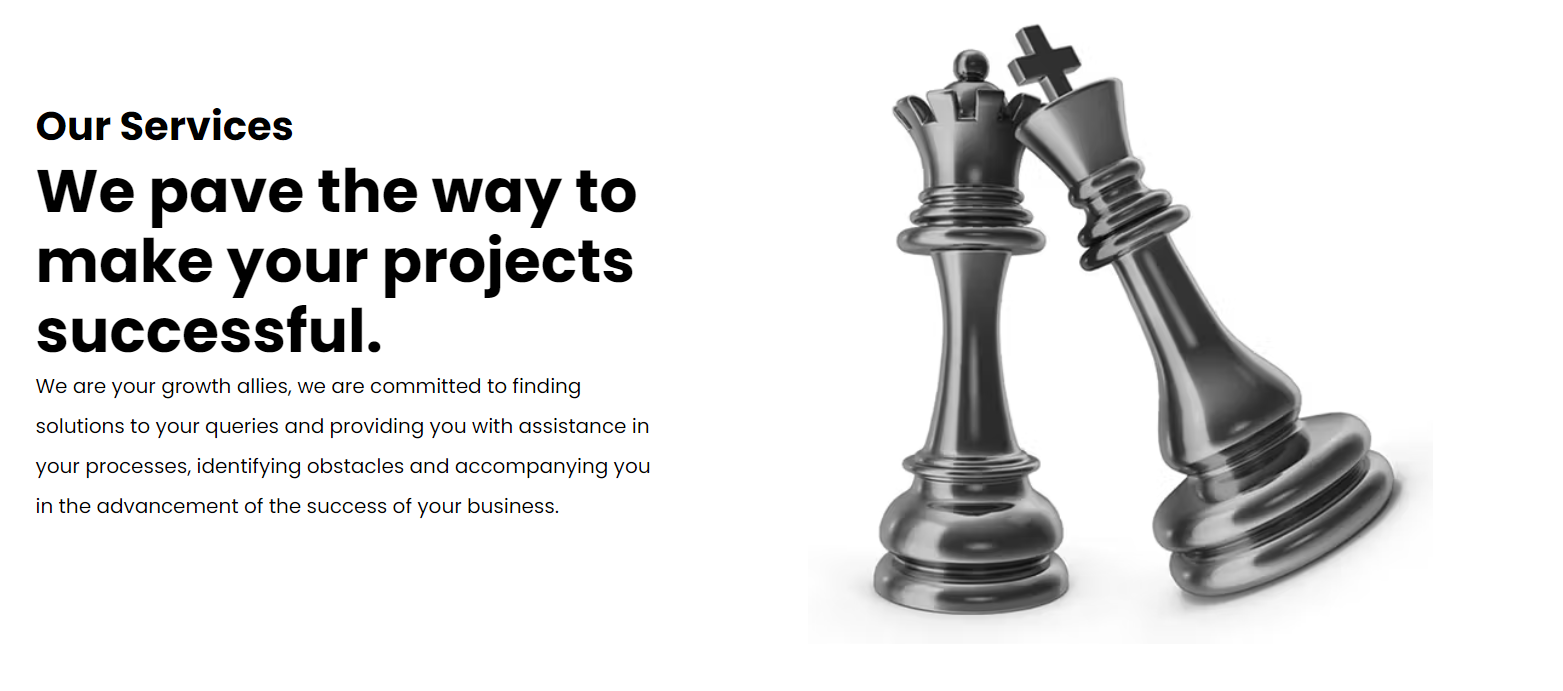 Our Services
We pave the way to
make your projects
successful.
We are your growth allies, we are committed to finding
solutions to your queries and providing you with assistance in
your processes, identifying obstacles and accompanying you
in the advancement of the success of your business.